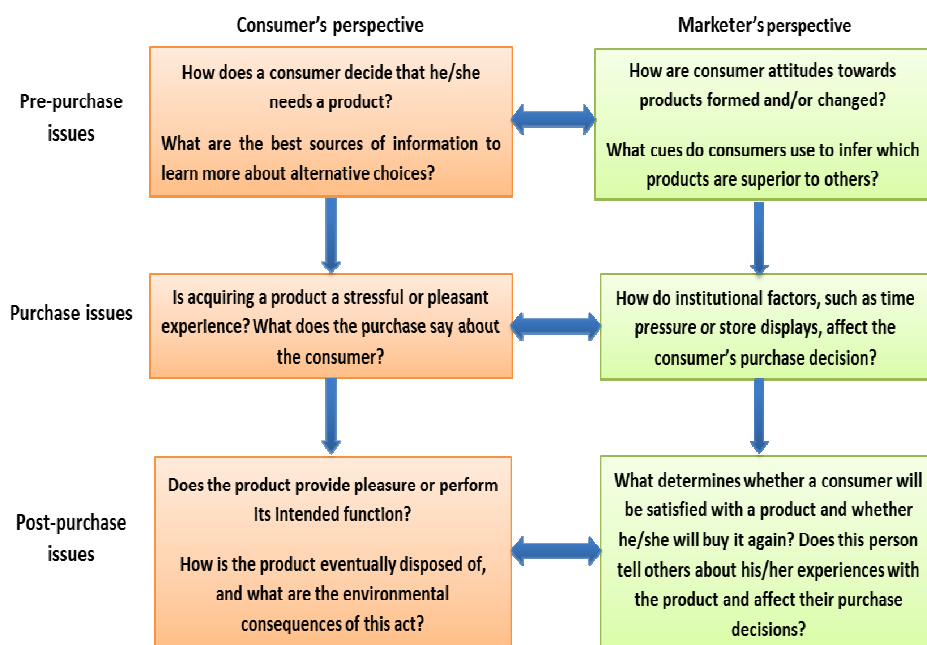 Consumer's perspective
Marketer's perspective
Pre-purchase
issues
How does a consumer decide that he/she
needs a product?
What are the best sources of information to
learn more about alternative choices?
How are consumer attitudes towards
products formed and/or changed?
What cues do consumers use to infer which
products are superior to others?
Purchase issues
Is acquiring a product a stressful or pleasant
experience? What does the purchase say about
the consumer?
How do institutional factors, such as time
pressure or store displays, affect the
consumer's purchase decision?
Post-purchase
issues
Does the product provide pleasure or perform
its intended function?
How is the product eventually disposed of,
and what are the environmental
consequences of this act?
What determines whether a consumer will
be satisfied with a product and whether
he/she will buy it again? Does this person
tell others about his/her experiences with
the product and affect their purchase
decisions?